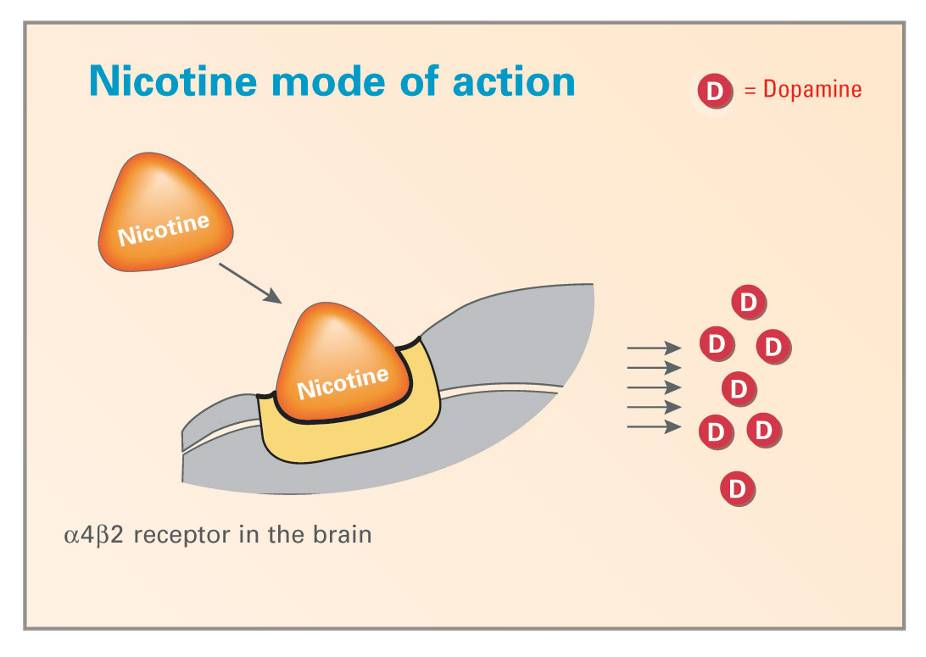 Nicotine mode of action
D = Dopamine
Nicotine
Nicotine
D
D
D
D
D
D
D
α4β2 receptor in the brain